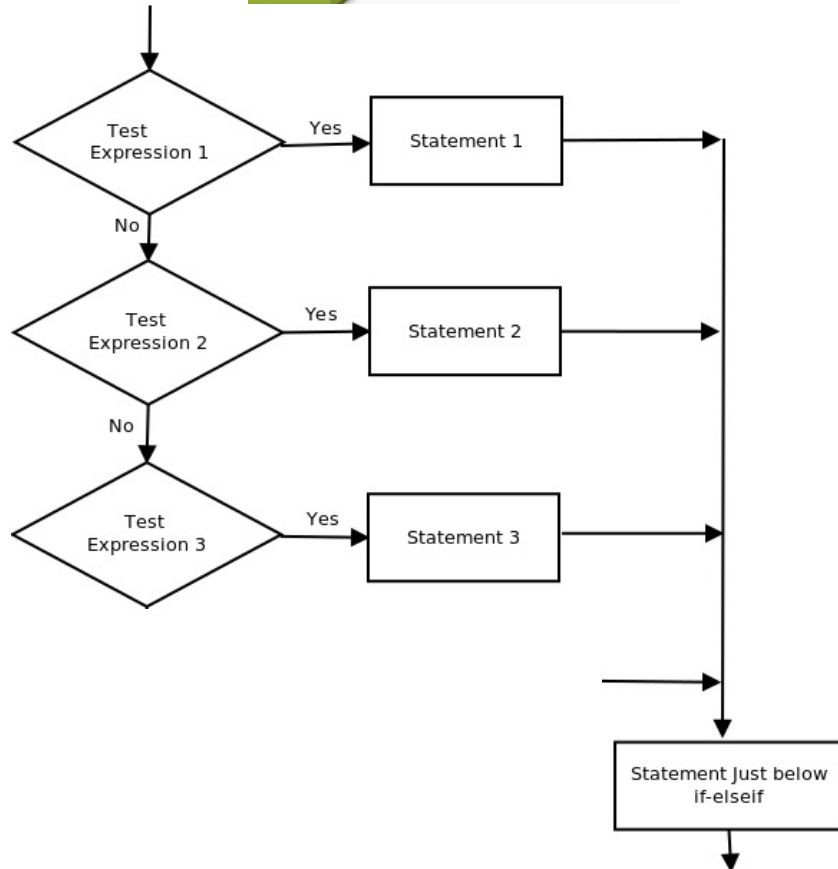 Test
Expression 1
Yes
Statement 1
No
Test
Expression 2
Yes
Statement 2
No
Test
Expression 3
Yes
Statement 3
Statement Just below
if-elseif